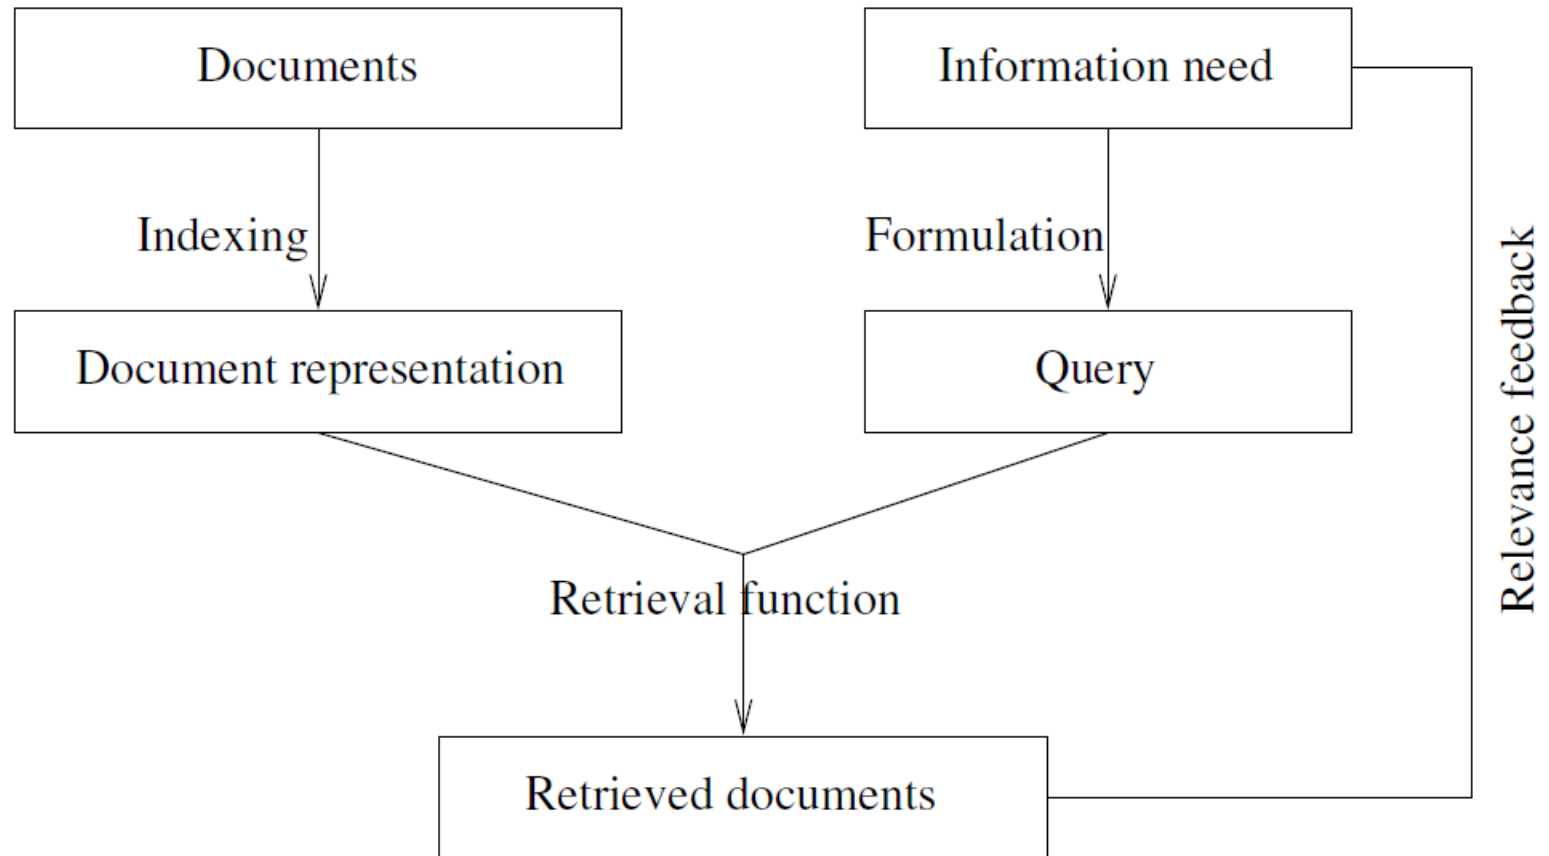 Documents
Information need
Indexing
Formulation
Document representation
Query
Relevance feedback
Retrieval function
Retrieved documents